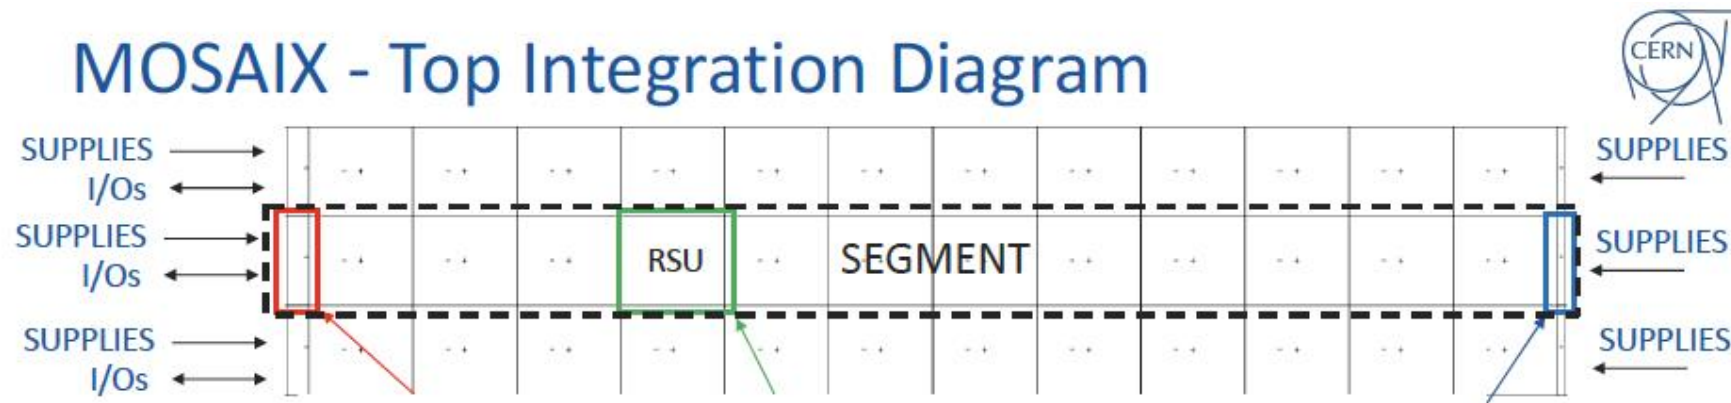 MOSAIX - Top Integration Diagram
CERN
SUPPLIES
I/Os
SUPPLIES
SUPPLIES
I/Os
RSU
SEGMENT
SUPPLIES
SUPPLIES
I/Os
SUPPLIES